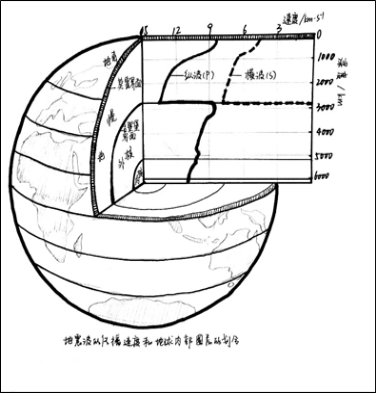 速度/km·s⁻¹
15 12 9 6 3 0
1000
2000
3000
4000
5000
6000
深度/km
纵波(P)
横波(S)
地壳
莫霍界面
地
幔
古登堡
界面
外核
地震波的传播速度和地球内部圈层的划分